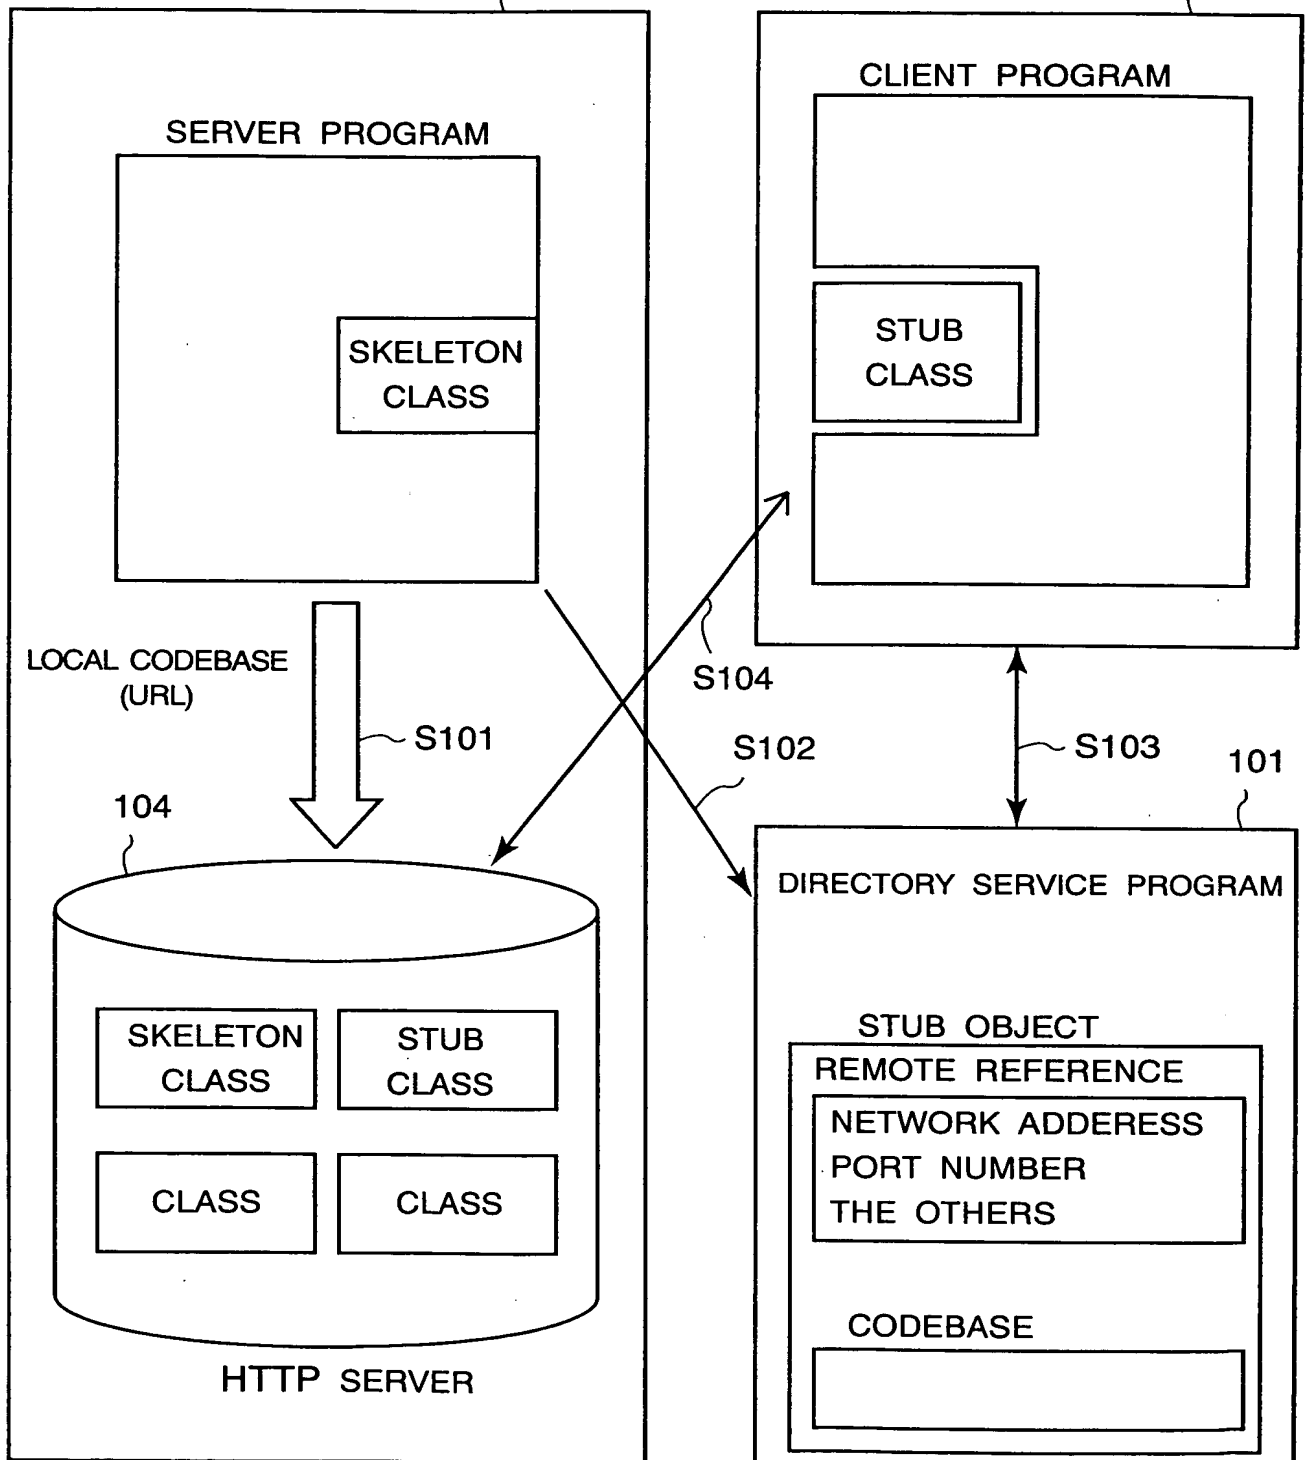 SERVER PROGRAM
SKELETON
CLASS
LOCAL CODEBASE
(URL)
S101
104
SKELETON
CLASS
STUB
CLASS
CLASS
CLASS
HTTP SERVER
CLIENT PROGRAM
STUB
CLASS
S104
S102
S103
101
DIRECTORY SERVICE PROGRAM
STUB OBJECT
REMOTE REFERENCE
NETWORK ADDERESS
PORT NUMBER
THE OTHERS
CODEBASE